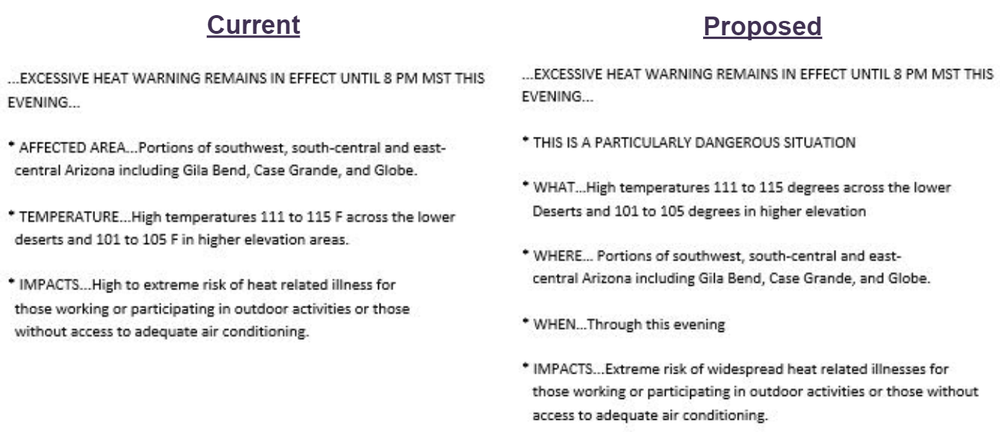 Current
...EXCESSIVE HEAT WARNING REMAINS IN EFFECT UNTIL 8 PM MST THIS
EVENING...
* AFFECTED AREA...Portions of southwest, south-central and east-
central Arizona including Gila Bend, Case Grande, and Globe.
* TEMPERATURE...High temperatures 111 to 115 F across the lower
deserts and 101 to 105 F in higher elevation areas.
* IMPACTS...High to extreme risk of heat related illness for
those working or participating in outdoor activities or those
without access to adequate air conditioning.
Proposed
...EXCESSIVE HEAT WARNING REMAINS IN EFFECT UNTIL 8 PM MST THIS
EVENING...
* THIS IS A PARTICULARLY DANGEROUS SITUATION
* WHAT...High temperatures 111 to 115 degrees across the lower
Deserts and 101 to 105 degrees in higher elevation
* WHERE... Portions of southwest, south-central and east-
central Arizona including Gila Bend, Case Grande, and Globe.
* WHEN...Through this evening
* IMPACTS...Extreme risk of widespread heat related illnesses for
those working or participating in outdoor activities or those without
access to adequate air conditioning.